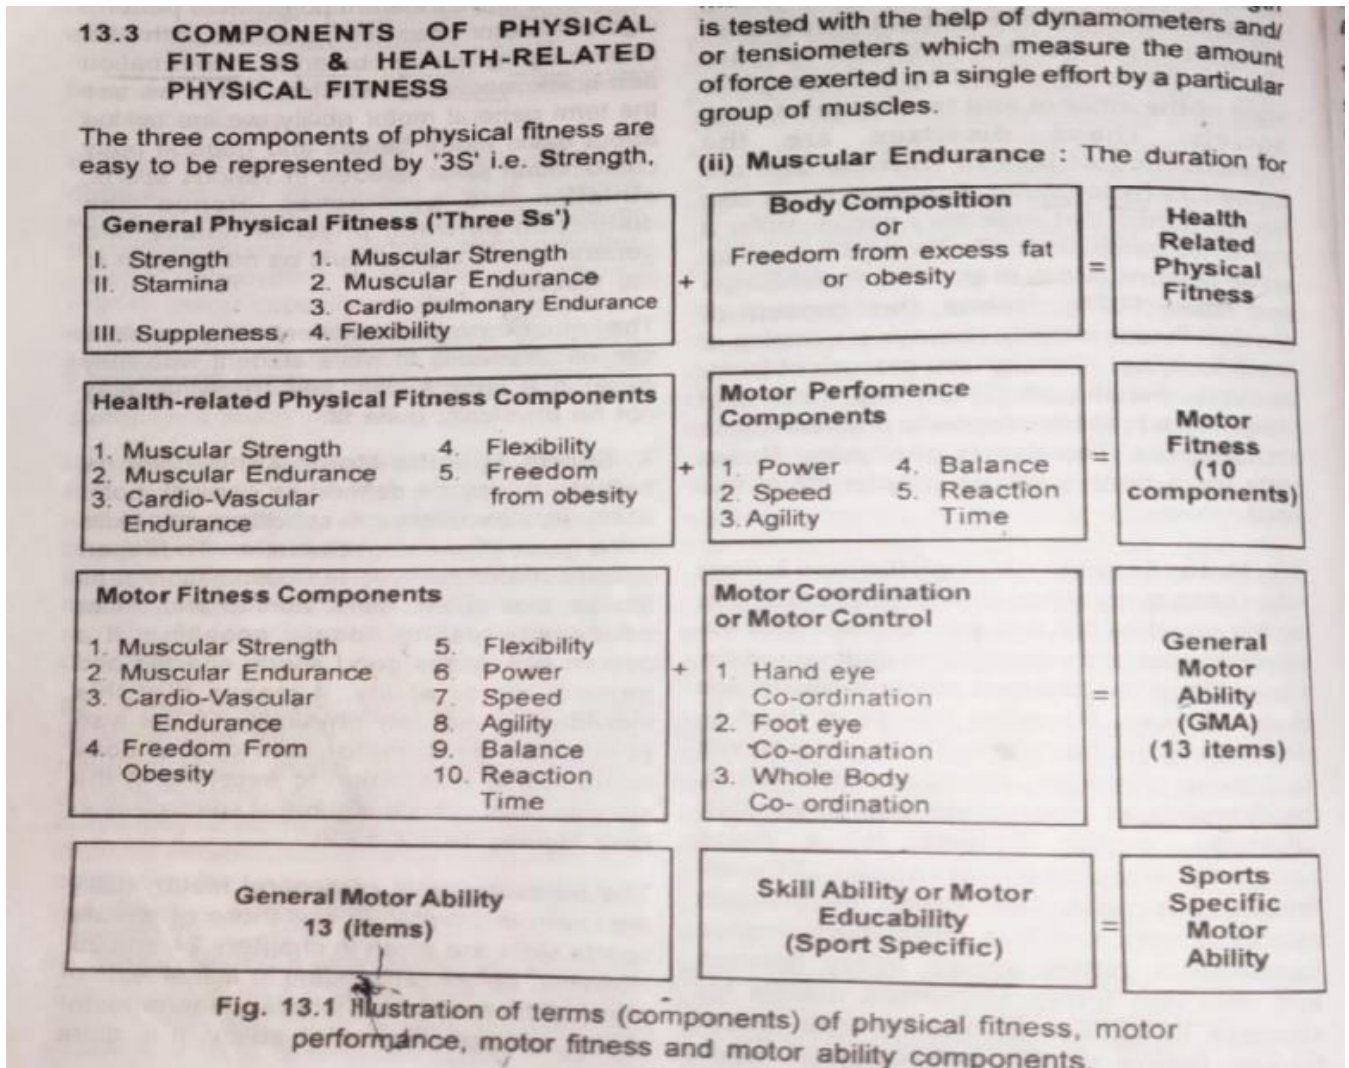 13.3 COMPONENTS OF PHYSICAL
FITNESS & HEALTH-RELATED
PHYSICAL FITNESS
The three components of physical fitness are
easy to be represented by '3S' i.e. Strength,
is tested with the help of dynamometers and/
or tensiometers which measure the amount
of force exerted in a single effort by a particular
group of muscles.
(ii) Muscular Endurance : The duration for
General Physical Fitness ('Three Ss')
I. Strength 1. Muscular Strength
II. Stamina 2. Muscular Endurance
3. Cardio pulmonary Endurance
III. Suppleness 4. Flexibility
+
Body Composition
or
Freedom from excess fat
or obesity
=
Health
Related
Physical
Fitness
Health-related Physical Fitness Components
1. Muscular Strength
2. Muscular Endurance
3. Cardio-Vascular
Endurance
4. Flexibility
5. Freedom
from obesity
+
Motor Perfomence
Components
1. Power
2. Speed
3. Agility
4. Balance
5. Reaction
Time
=
Motor
Fitness
(10
components)
Motor Fitness Components
1. Muscular Strength
2. Muscular Endurance
3. Cardio-Vascular
Endurance
4. Freedom From
Obesity
5. Flexibility
6. Power
7. Speed
8. Agility
9. Balance
10. Reaction
Time
+
Motor Coordination
or Motor Control
1. Hand eye
Co-ordination
2. Foot eye
Co-ordination
3. Whole Body
Co- ordination
=
General
Motor
Ability
(GMA)
(13 items)
General Motor Ability
13 (items)
Skill Ability or Motor
Educability
(Sport Specific)
=
Sports
Specific
Motor
Ability
Fig. 13.1 Illustration of terms (components) of physical fitness, motor
performance, motor fitness and motor ability components.